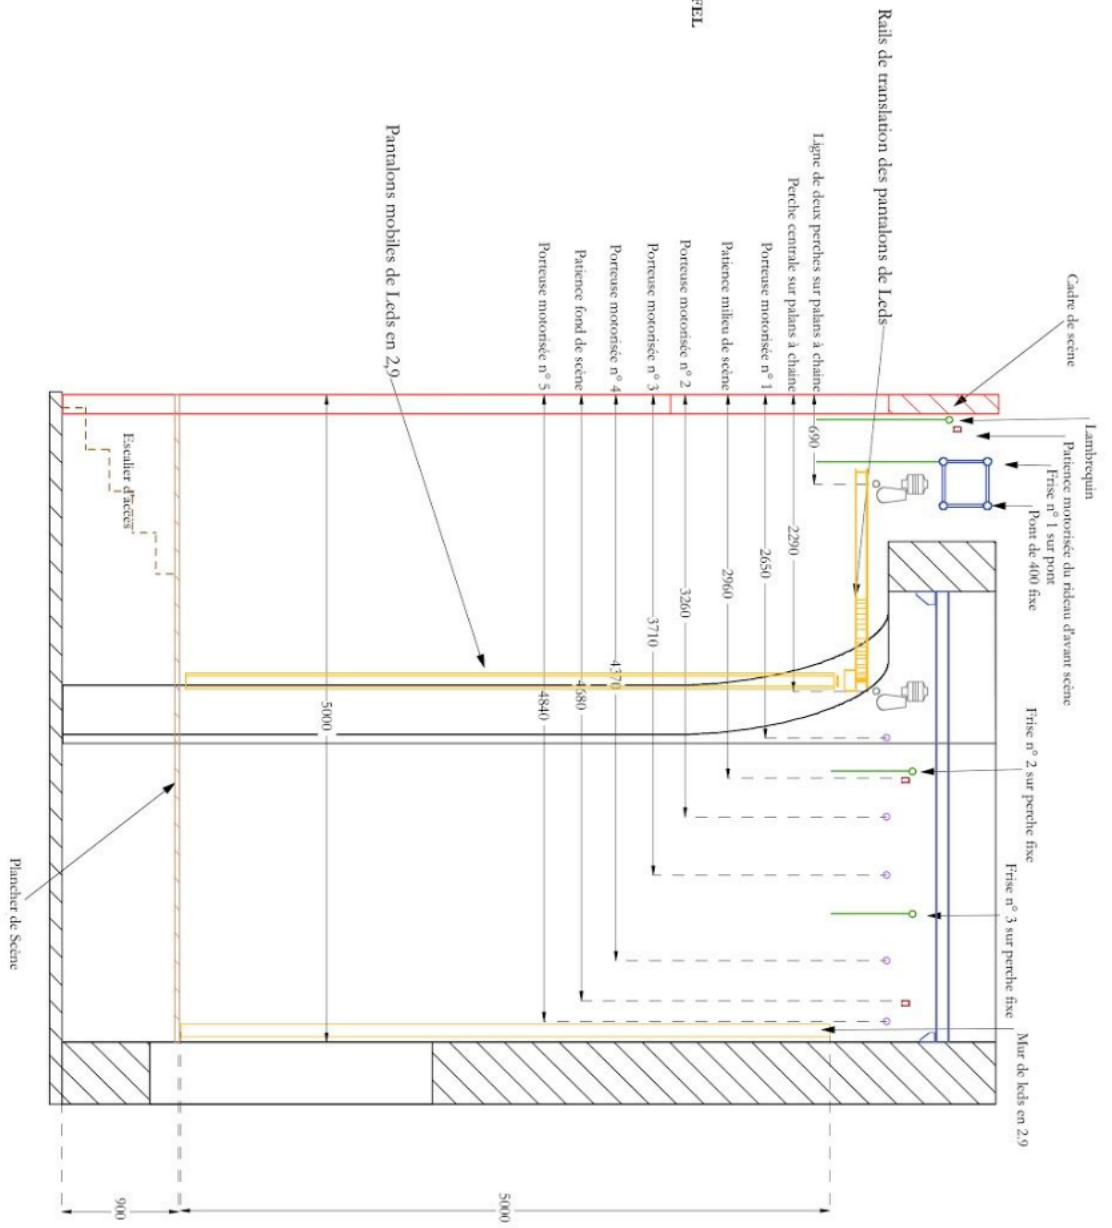 FEL
Rails de translation des pantalons de Leds
Ligne de deux perches sur palans à chaine
Perche centrale sur palans à chaine
Porteuse motorisée n° 1
Patience milieu de scène
Porteuse motorisée n° 2
Porteuse motorisée n° 3
Porteuse motorisée n° 4
Patience fond de scène
Porteuse motorisée n° 5
Pantalons mobiles de Leds en 2,9
Cadre de scène
Lambrequin
Patience motorisée du rideau d'avant scène
Frise n° 1 sur pont
Pont de 400 fixe
Frise n° 2 sur perche fixe
Frise n° 3 sur perche fixe
Mur de leds en 2.9
Escalier d'accès
Plancher de Scène
690
2290
2650
2960
3260
3710
4370
4680
4840
5000
5000
900